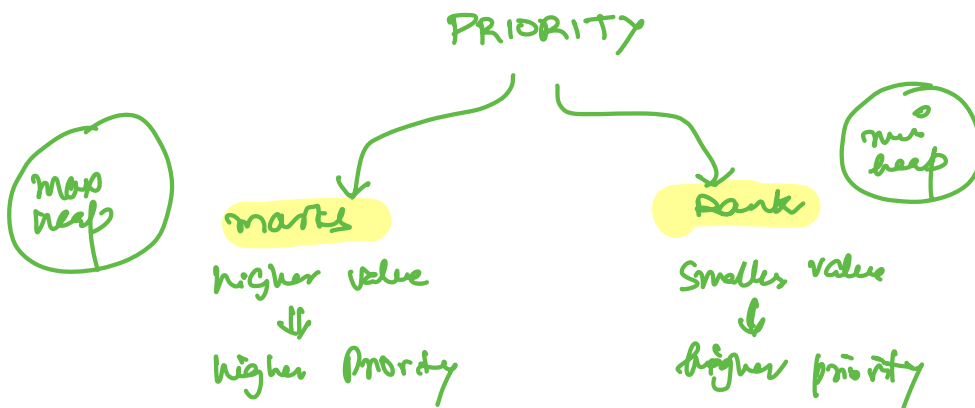 PRIORITY
max
heap
min
heap
marks
Rank
higher value
smaller value
⇓
⇓
higher Priority
higher priority